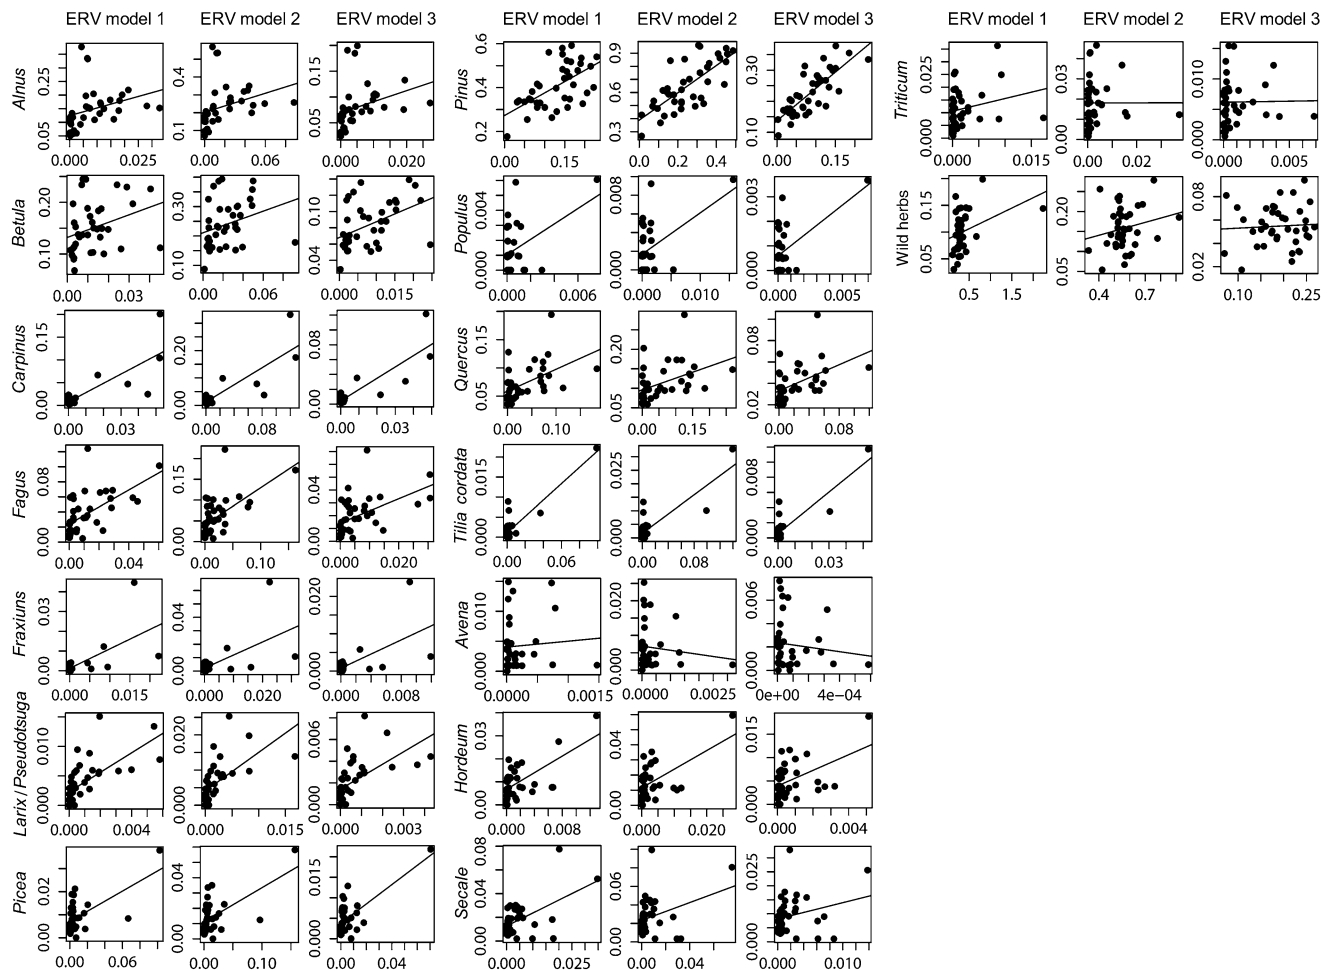 ERV model 1 ERV model 2 ERV model 3
Alnus
0.05 0.25
0.1 0.4
0.05 0.15
0.000 0.025 0.00 0.06 0.000 0.020
Betula
0.10 0.20
0.10 0.30
0.04 0.10
0.00 0.03 0.00 0.06 0.000 0.015
Carpinus
0.00 0.15
0.00 0.20
0.00 0.08
0.00 0.03 0.00 0.08 0.00 0.03
Fagus
0.00 0.08
0.00 0.15
0.00 0.04
0.00 0.04 0.00 0.10 0.000 0.020
Fraxiuns
0.00 0.03
0.00 0.04
0.000 0.020
0.000 0.015 0.000 0.020 0.000 0.008
Larix / Pseudotsuga
0.000 0.010
0.000 0.020
0.000 0.006
0.000 0.004 0.000 0.015 0.000 0.003
Picea
0.00 0.02
0.00 0.04
0.000 0.015
0.00 0.06 0.00 0.10 0.00 0.04
ERV model 1 ERV model 2 ERV model 3
Pinus
0.2 0.4 0.6
0.3 0.6 0.9
0.10 0.30
0.00 0.15 0.0 0.2 0.4 0.00 0.15
Populus
0.000 0.004
0.000 0.008
0.000 0.003
0.000 0.006 0.000 0.010 0.000 0.005
Quercus
0.05 0.15
0.05 0.20
0.02 0.08
0.00 0.10 0.00 0.15 0.00 0.08
Tilia cordata
0.000 0.015
0.000 0.025
0.000 0.008
0.00 0.06 0.00 0.08 0.00 0.03
Avena
0.000 0.010
0.000 0.020
0.000 0.006
0.0000 0.0015 0.0000 0.0025 0e+00 4e−04
Hordeum
0.00 0.03
0.00 0.04
0.000 0.015
0.000 0.008 0.000 0.020 0.000 0.004
Secale
0.00 0.04 0.08
0.00 0.06
0.000 0.025
0.000 0.025 0.00 0.04 0.000 0.010
ERV model 1 ERV model 2 ERV model 3
Triticum
0.000 0.025
0.00 0.03
0.000 0.010
0.000 0.015 0.00 0.02 0.000 0.006
Wild herbs
0.05 0.15
0.05 0.20
0.02 0.08
0.5 1.5 0.4 0.7 0.10 0.25